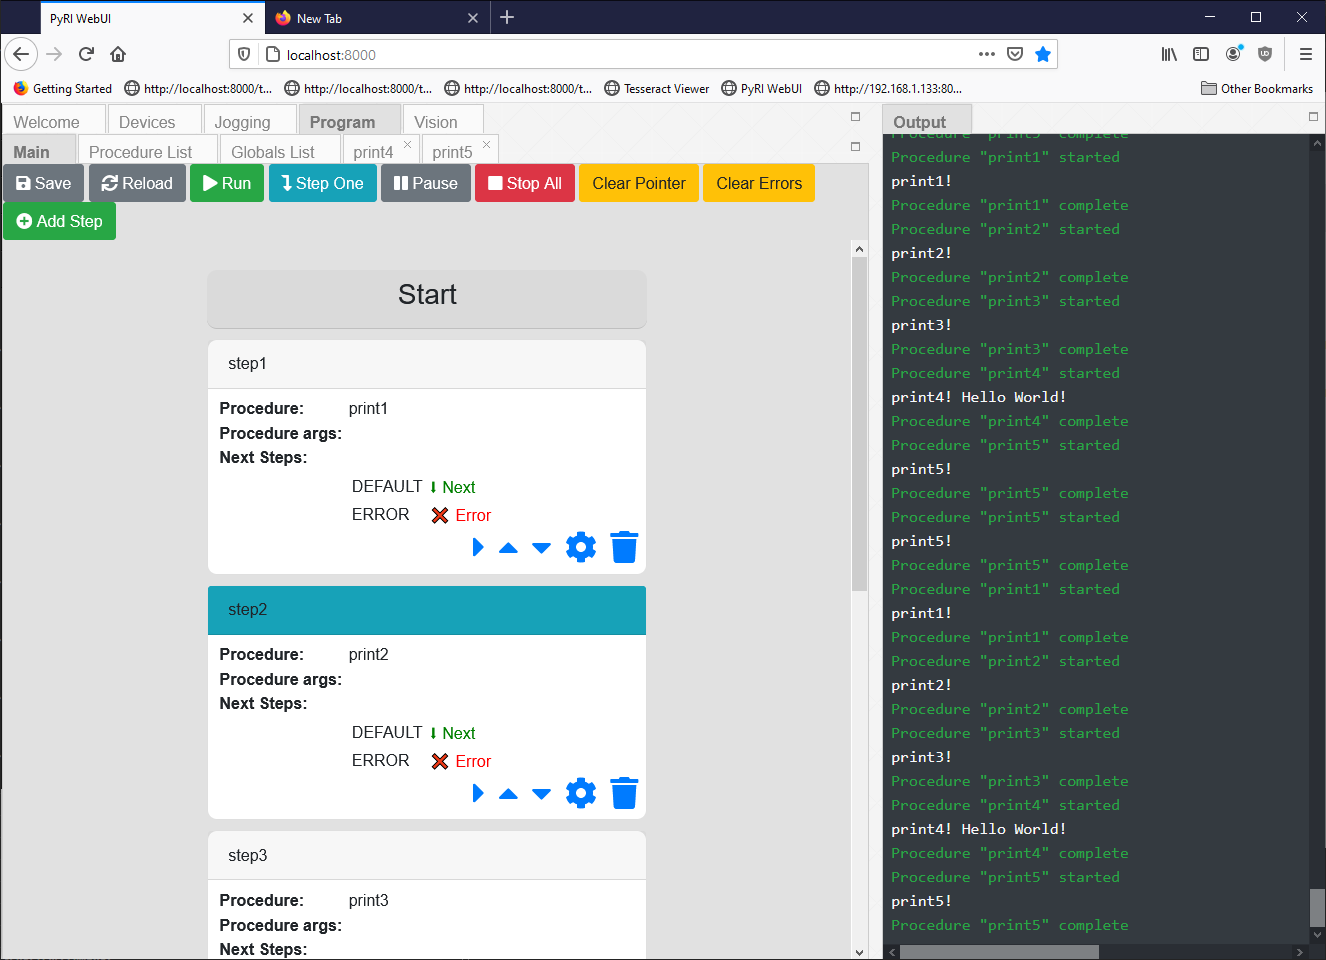 PyRI WebUI
New Tab
localhost:8000
Getting Started
http://localhost:8000/t...
http://localhost:8000/t...
http://localhost:8000/t...
Tesseract Viewer
PyRI WebUI
http://192.168.1.133:80...
Other Bookmarks
Welcome
Devices
Jogging
Program
Vision
Main
Procedure List
Globals List
print4
print5
Save
Reload
Run
Step One
Pause
Stop All
Clear Pointer
Clear Errors
Add Step
Start
step1
Procedure: print1
Procedure args:
Next Steps:
DEFAULT Next
ERROR Error
step2
Procedure: print2
Procedure args:
Next Steps:
DEFAULT Next
ERROR Error
step3
Procedure: print3
Procedure args:
Next Steps:
Output
Procedure "print5" complete
Procedure "print1" started
print1!
Procedure "print1" complete
Procedure "print2" started
print2!
Procedure "print2" complete
Procedure "print3" started
print3!
Procedure "print3" complete
Procedure "print4" started
print4! Hello World!
Procedure "print4" complete
Procedure "print5" started
print5!
Procedure "print5" complete
Procedure "print5" started
print5!
Procedure "print5" complete
Procedure "print1" started
print1!
Procedure "print1" complete
Procedure "print2" started
print2!
Procedure "print2" complete
Procedure "print3" started
print3!
Procedure "print3" complete
Procedure "print4" started
print4! Hello World!
Procedure "print4" complete
Procedure "print5" started
print5!
Procedure "print5" complete